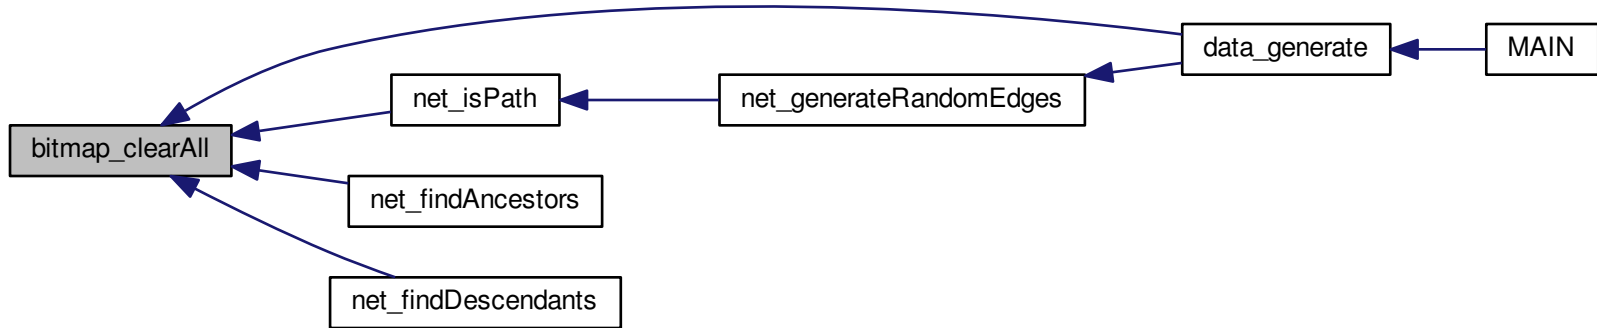 data_generate
MAIN
net_isPath
net_generateRandomEdges
bitmap_clearAll
net_findAncestors
net_findDescendants